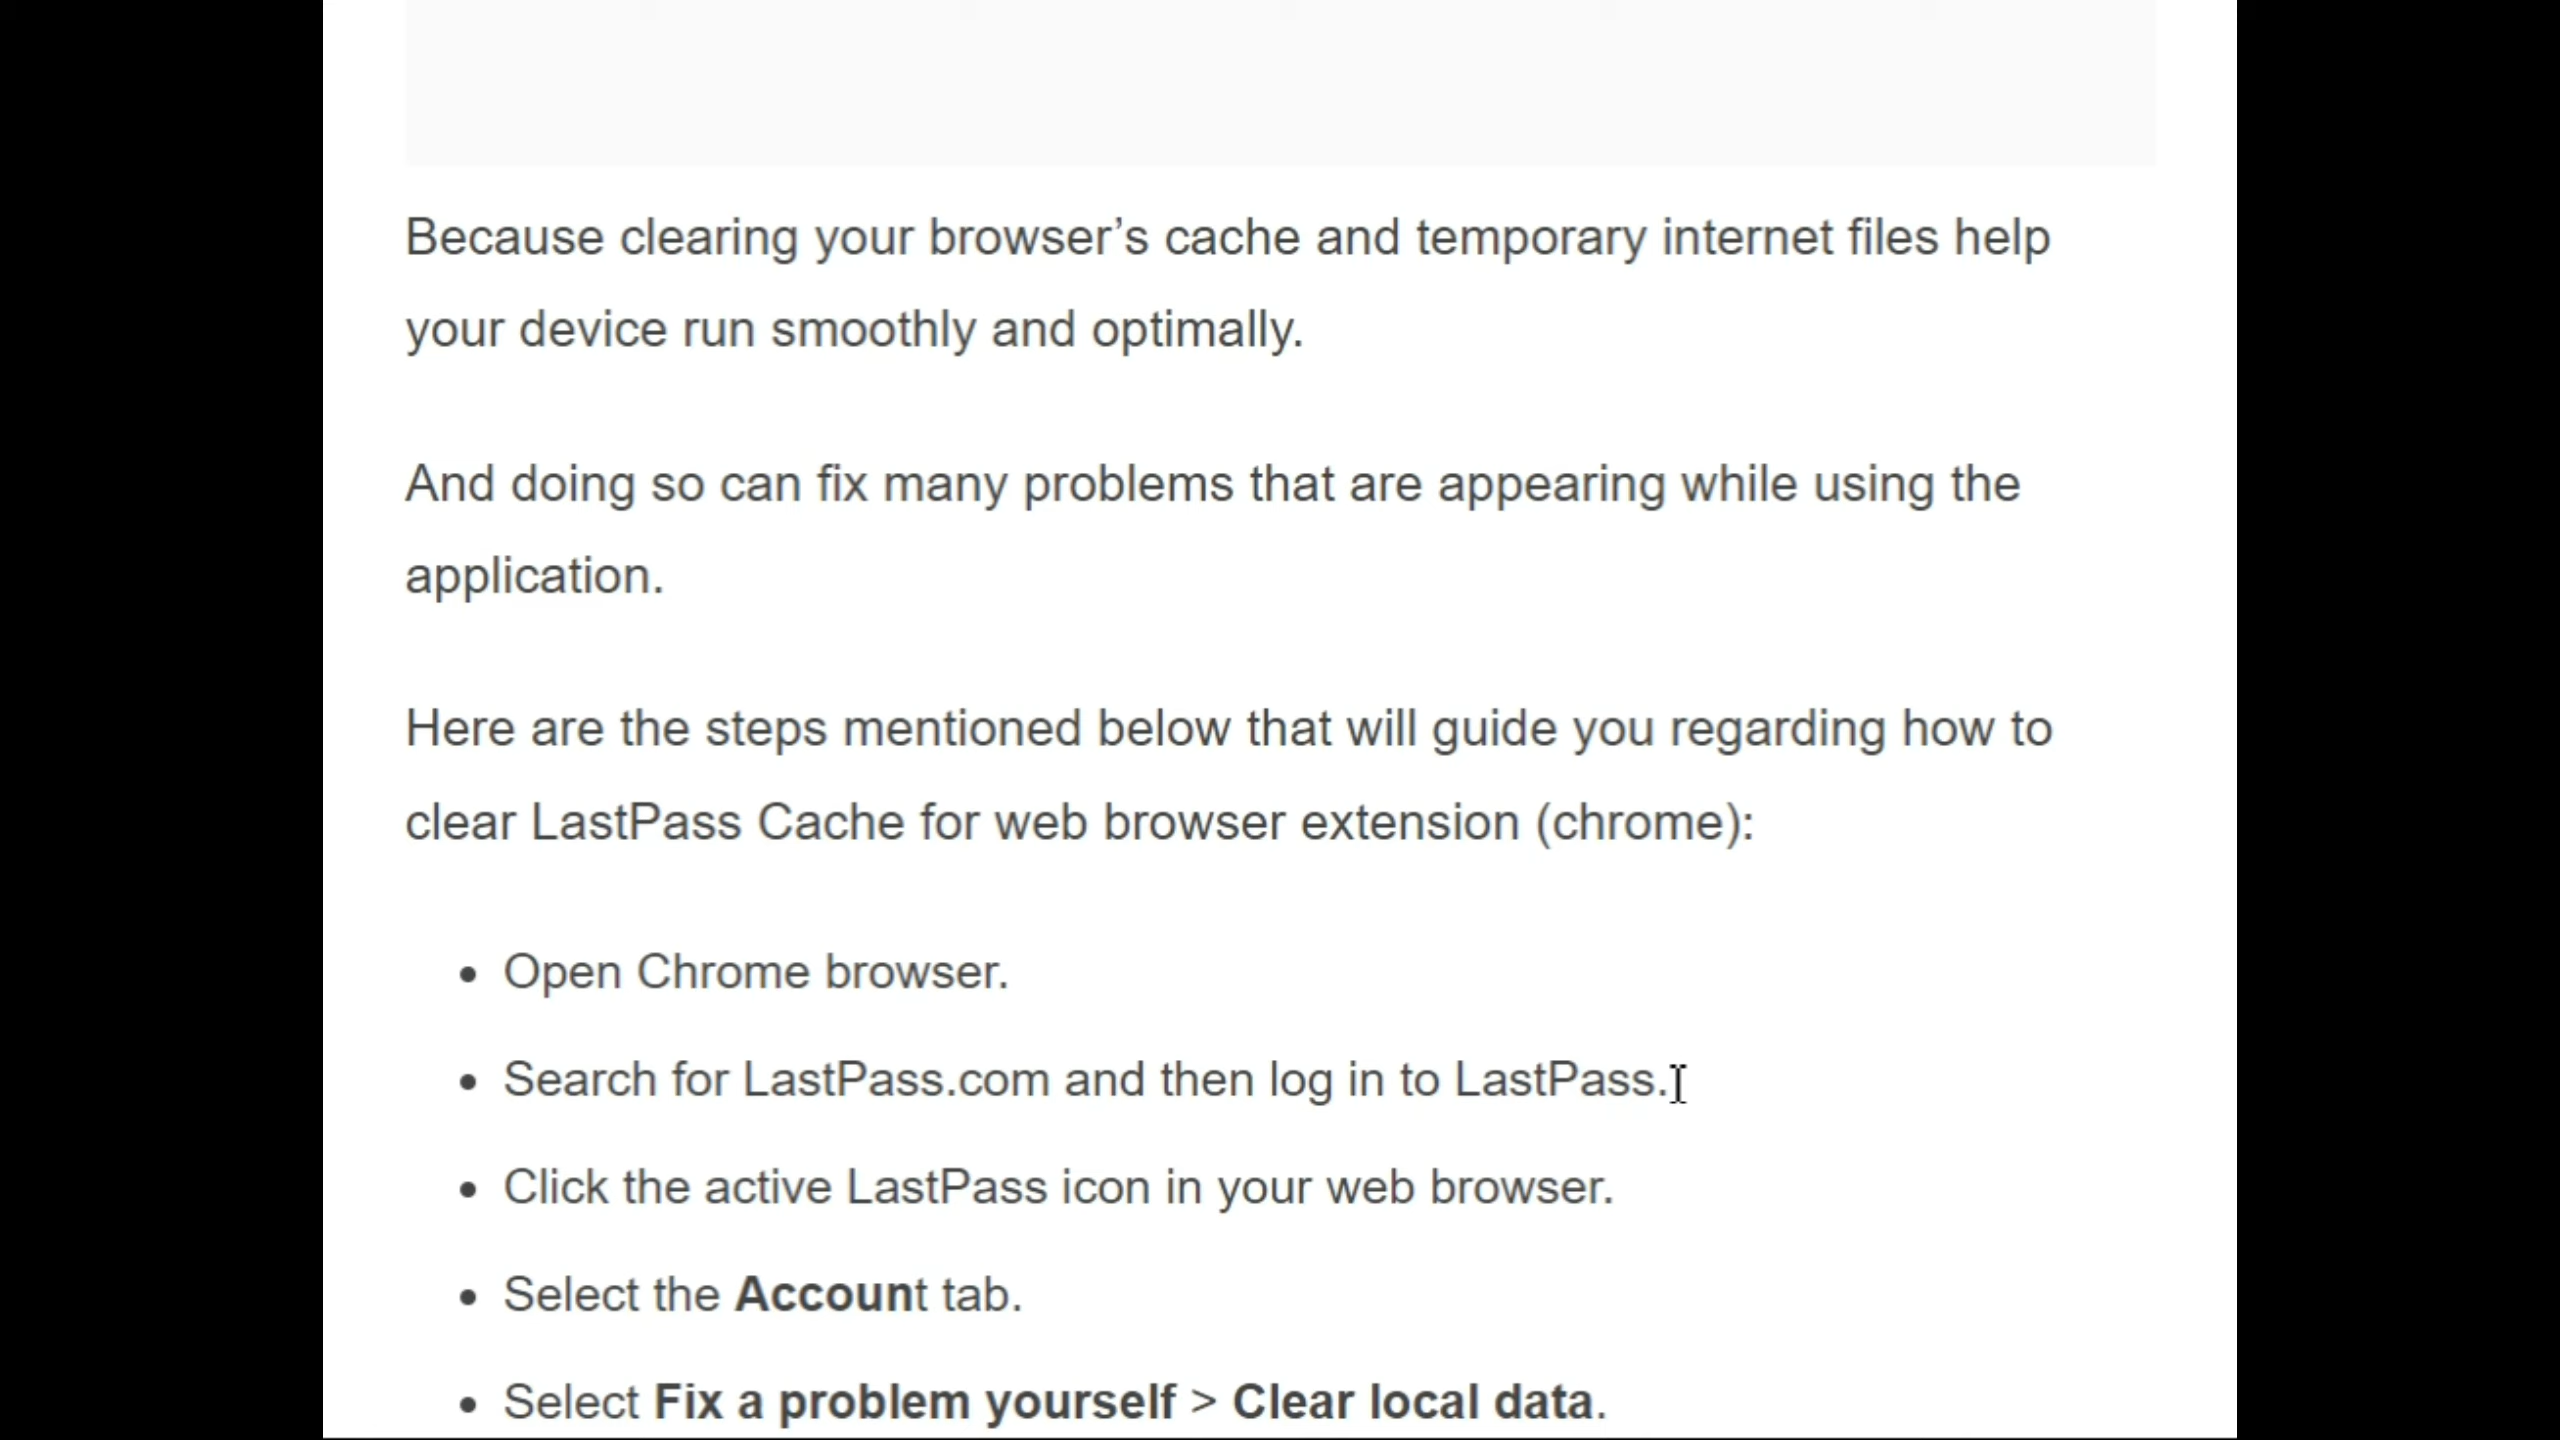 Because clearing your browser’s cache and temporary internet files help
your device run smoothly and optimally.
And doing so can fix many problems that are appearing while using the
application.
Here are the steps mentioned below that will guide you regarding how to
clear LastPass Cache for web browser extension (chrome):
• Open Chrome browser.
• Search for LastPass.com and then log in to LastPass.
• Click the active LastPass icon in your web browser.
• Select the Account tab.
• Select Fix a problem yourself > Clear local data.